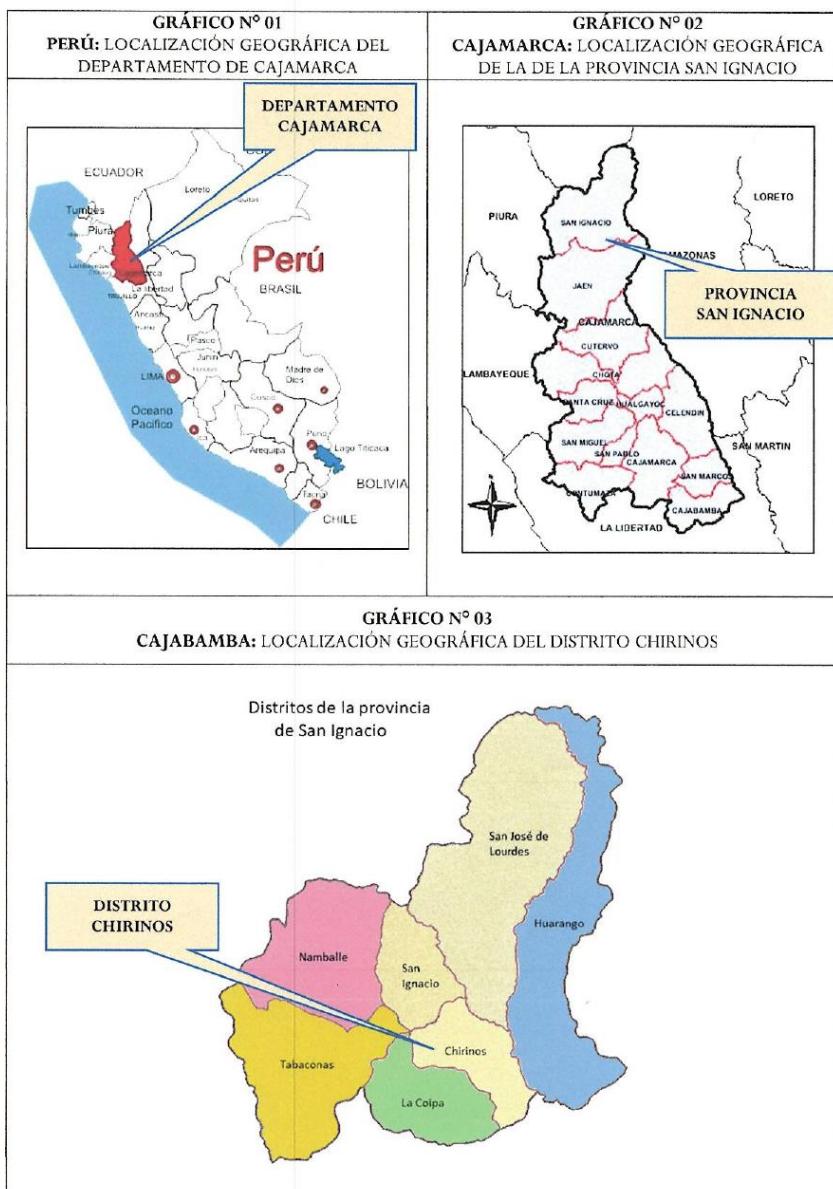 GRÁFICO N° 01
PERÚ: LOCALIZACIÓN GEOGRÁFICA DEL
DEPARTAMENTO DE CAJAMARCA
GRÁFICO N° 02
CAJAMARCA: LOCALIZACIÓN GEOGRÁFICA
DE LA DE LA PROVINCIA SAN IGNACIO
DEPARTAMENTO
CAJAMARCA
ECUADOR
Loreto
Tumbes
Piura
Perú
BRASIL
La libertad
Ancash
Pasco
Junin
LIMA
Madre de
Dios
Cusco
Oceano
Pacífico
Ica
Puno
Lago Titicaca
Arequipa
BOLIVIA
Tacna
CHILE
LORETO
PIURA
SAN IGNACIO
AMAZONAS
JAEN
PROVINCIA
SAN IGNACIO
CAJAMARCA
CUTERVO
CHOTA
LAMBAYEQUE
SANTA CRUZ
HUALGAYOC
CELENDIN
SAN MIGUEL
SAN PABLO
CAJAMARCA
SAN MARTIN
SAN MARCOS
CONTUMAZA
CAJABAMBA
LA LIBERTAD
GRÁFICO N° 03
CAJABAMBA: LOCALIZACIÓN GEOGRÁFICA DEL DISTRITO CHIRINOS
Distritos de la provincia
de San Ignacio
San José de
Lourdes
DISTRITO
CHIRINOS
Huarango
Namballe
San
Ignacio
Chirinos
Tabaconas
La Coipa